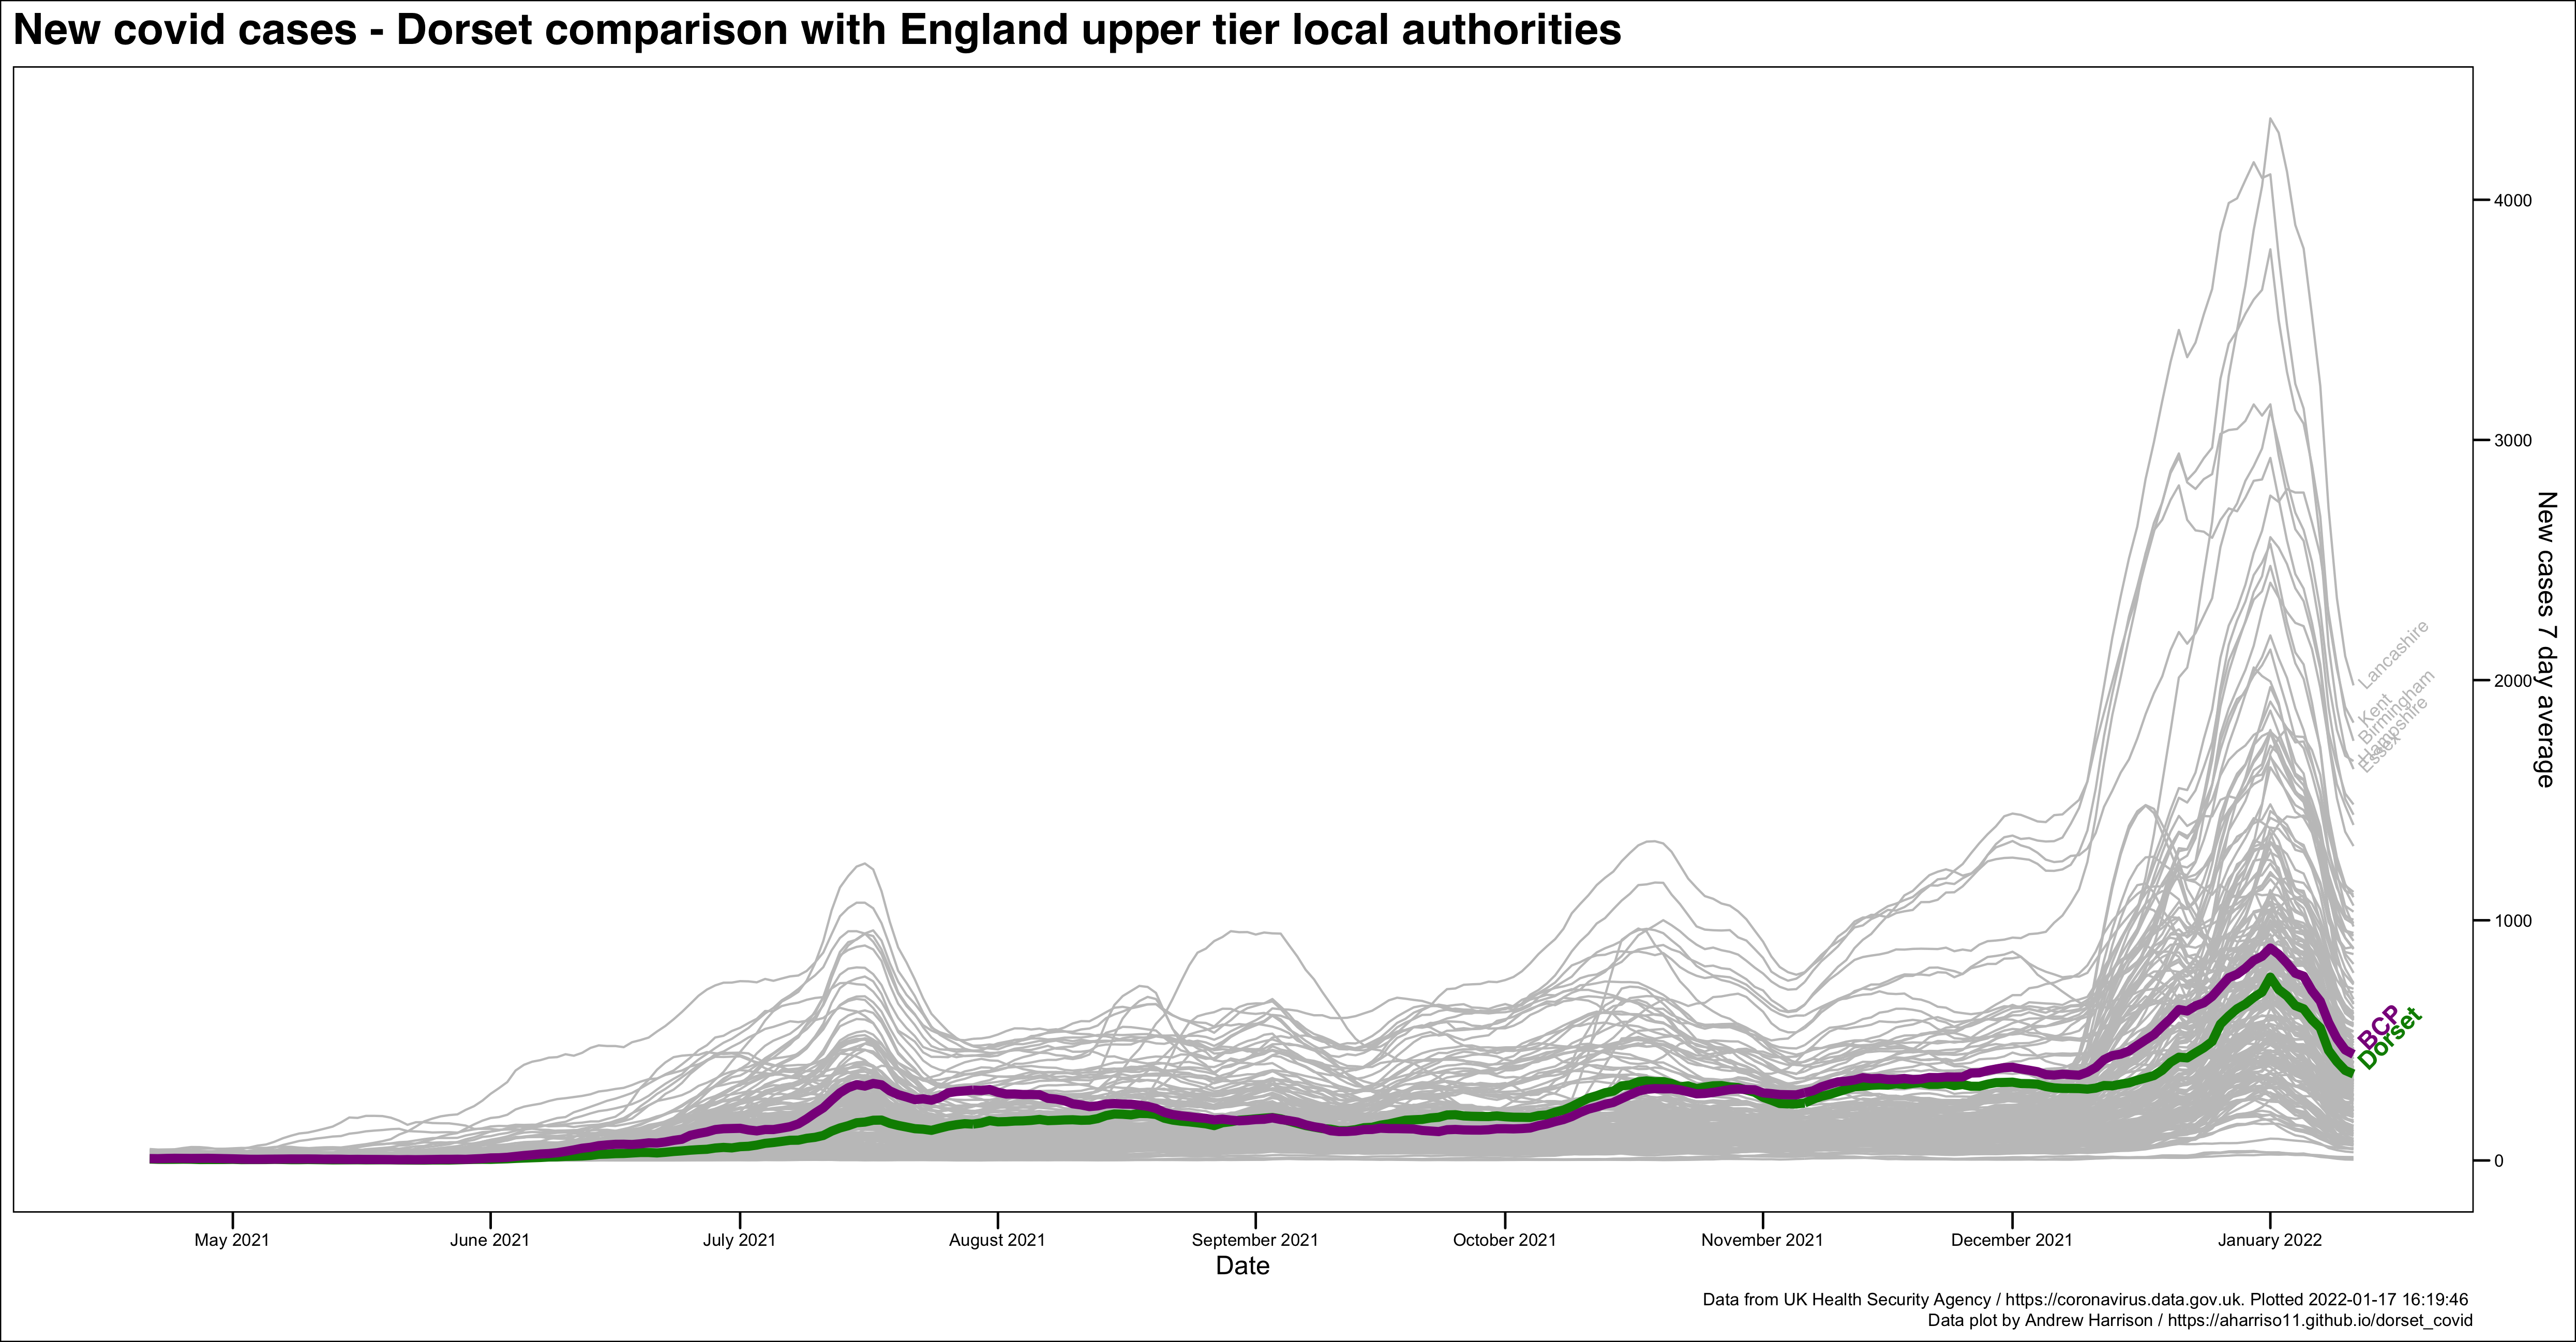 New covid cases - Dorset comparison with England upper tier local authorities
4000
3000
2000
1000
0
New cases 7 day average
Lancashire
Kent
Birmingham
Hampshire
Essex
BCP
Dorset
May 2021
June 2021
July 2021
August 2021
September 2021
October 2021
November 2021
December 2021
January 2022
Date
Data from UK Health Security Agency / https://coronavirus.data.gov.uk. Plotted 2022-01-17 16:19:46
Data plot by Andrew Harrison / https://aharriso11.github.io/dorset_covid